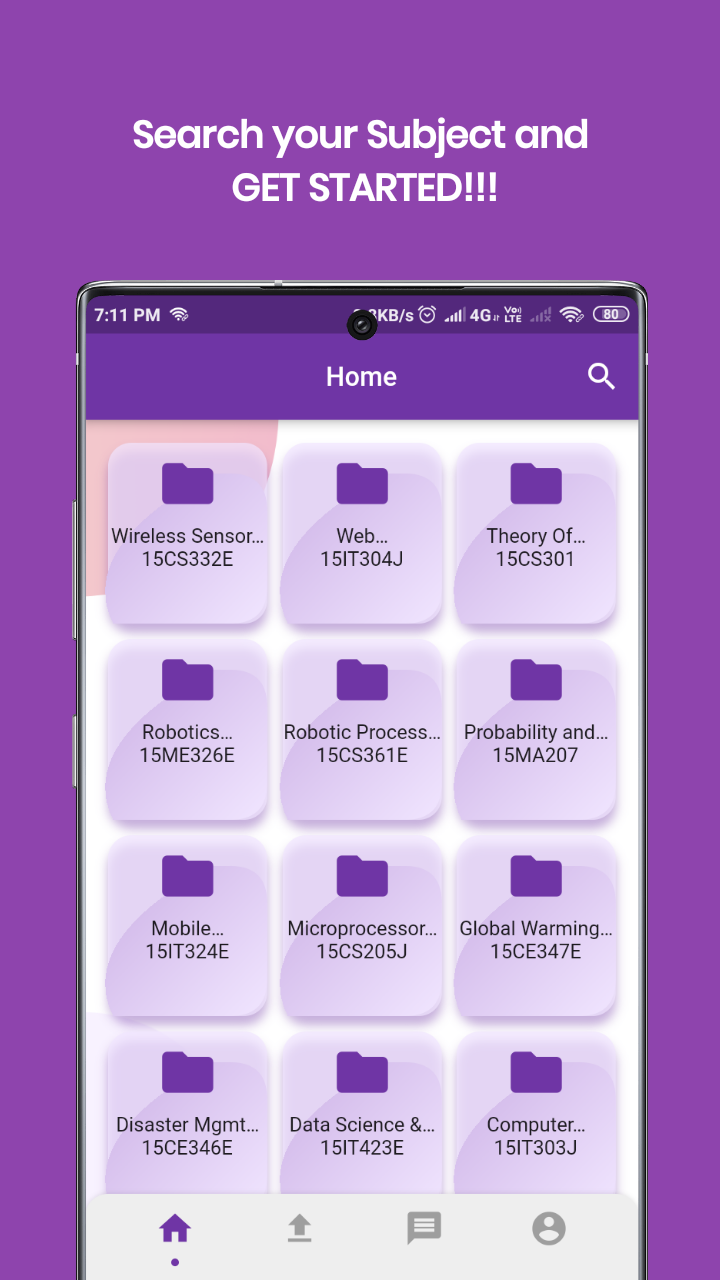 Search your Subject and
GET STARTED!!!
7:11 PM
KB/s 4G Vo) LTE 80
Home
Wireless Sensor... Web... Theory Of...
15CS332E 15IT304J 15CS301
Robotics... Robotic Process... Probability and...
15ME326E 15CS361E 15MA207
Mobile... Microprocessor... Global Warming...
15IT324E 15CS205J 15CE347E
Disaster Mgmt... Data Science &... Computer...
15CE346E 15IT423E 15IT303J